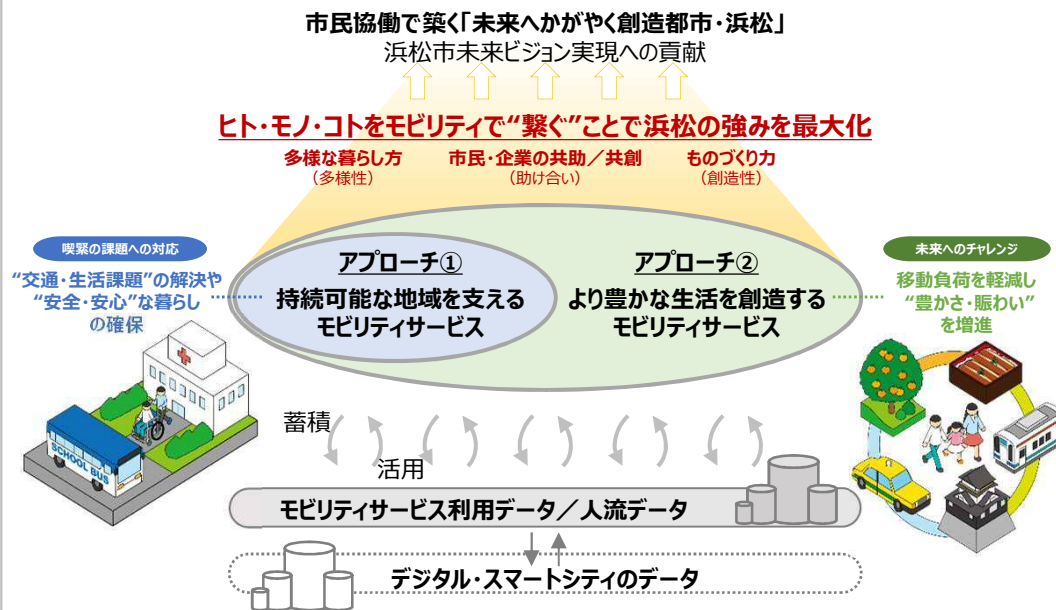 市民協働で築く「未来へかがやく創造都市・浜松」
浜松市未来ビジョン実現への貢献
ヒト・モノ・コトをモビリティで“繋ぐ”ことで浜松の強みを最大化
多様な暮らし方
（多様性）
市民・企業の共助／共創
（助け合い）
ものづくり力
（創造性）
喫緊の課題への対応
“交通・生活課題”の解決や
“安全・安心”な暮らし
の確保
アプローチ①
持続可能な地域を支える
モビリティサービス
アプローチ②
より豊かな生活を創造する
モビリティサービス
未来へのチャレンジ
移動負荷を軽減し
“豊かさ・賑わい”
を増進
SCHOOL BUS
蓄積
活用
モビリティサービス利用データ／人流データ
デジタル・スマートシティのデータ